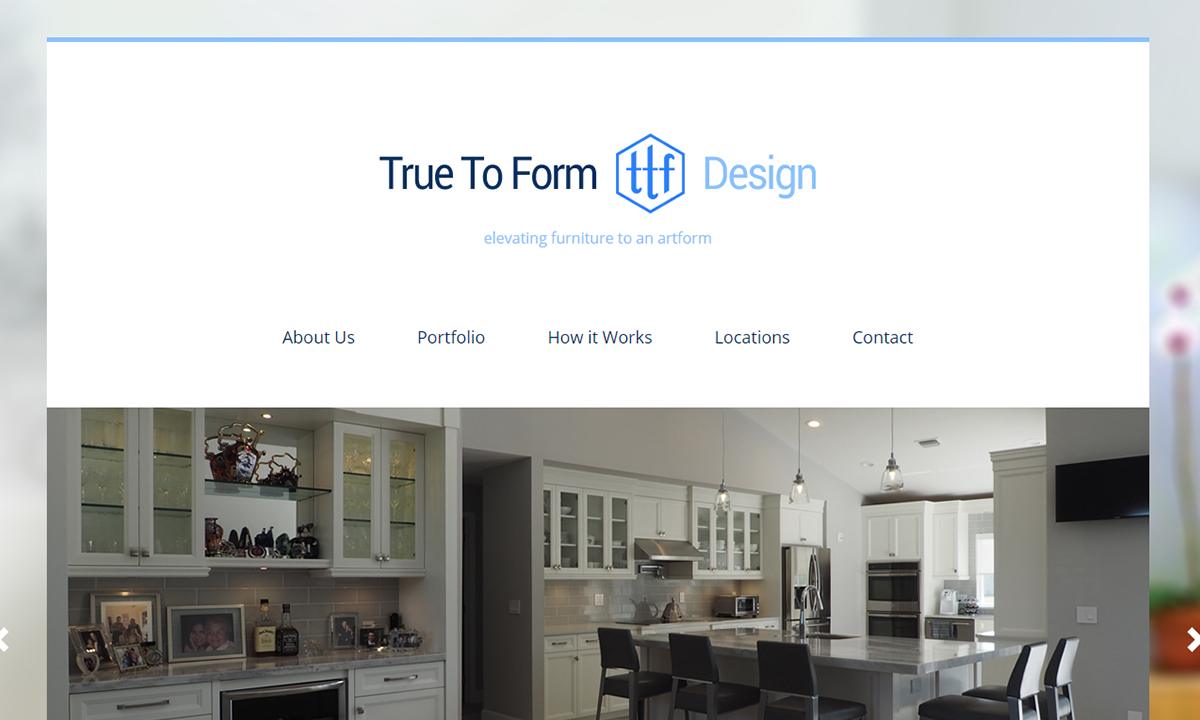 True To Form ttf Design
elevating furniture to an artform
About Us Portfolio How it Works Locations Contact